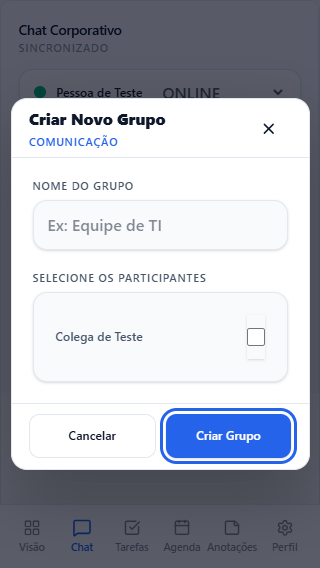 Chat Corporativo
SINCRONIZADO
Pessoa de Teste ONLINE
Criar Novo Grupo
COMUNICAÇÃO
NOME DO GRUPO
Ex: Equipe de TI
SELECIONE OS PARTICIPANTES
Colega de Teste
Cancelar Criar Grupo
Visão Chat Tarefas Agenda Anotações Perfil